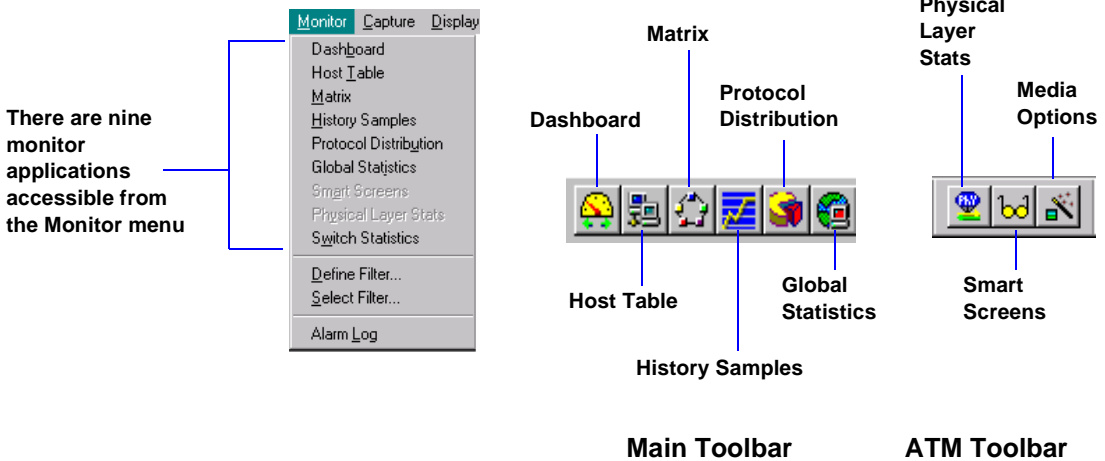 There are nine
monitor
applications
accessible from
the Monitor menu
Monitor Capture Display
Dashboard
Host Table
Matrix
History Samples
Protocol Distribution
Global Statistics
Smart Screens
Physical Layer Stats
Switch Statistics
Define Filter...
Select Filter...
Alarm Log
Matrix
Dashboard
Protocol
Distribution
Host Table
Global
Statistics
History Samples
Main Toolbar
Physical
Layer
Stats
Media
Options
PHY
Smart
Screens
ATM Toolbar